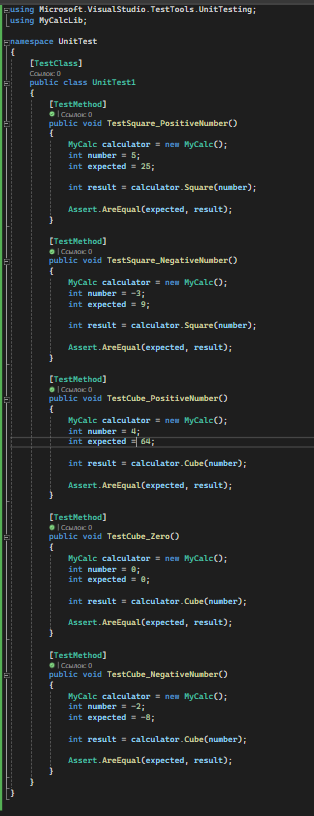 using Microsoft.VisualStudio.TestTools.UnitTesting;
using MyCalcLib;
namespace UnitTest
{
[TestClass]
Ссылок: 0
public class UnitTest1
{
[TestMethod]
| Ссылок: 0
public void TestSquare_PositiveNumber()
{
MyCalc calculator = new MyCalc();
int number = 5;
int expected = 25;
int result = calculator.Square(number);
Assert.AreEqual(expected, result);
}
[TestMethod]
| Ссылок: 0
public void TestSquare_NegativeNumber()
{
MyCalc calculator = new MyCalc();
int number = -3;
int expected = 9;
int result = calculator.Square(number);
Assert.AreEqual(expected, result);
}
[TestMethod]
| Ссылок: 0
public void TestCube_PositiveNumber()
{
MyCalc calculator = new MyCalc();
int number = 4;
int expected = 64;
int result = calculator.Cube(number);
Assert.AreEqual(expected, result);
}
[TestMethod]
| Ссылок: 0
public void TestCube_Zero()
{
MyCalc calculator = new MyCalc();
int number = 0;
int expected = 0;
int result = calculator.Cube(number);
Assert.AreEqual(expected, result);
}
[TestMethod]
| Ссылок: 0
public void TestCube_NegativeNumber()
{
MyCalc calculator = new MyCalc();
int number = -2;
int expected = -8;
int result = calculator.Cube(number);
Assert.AreEqual(expected, result);
}
}
}